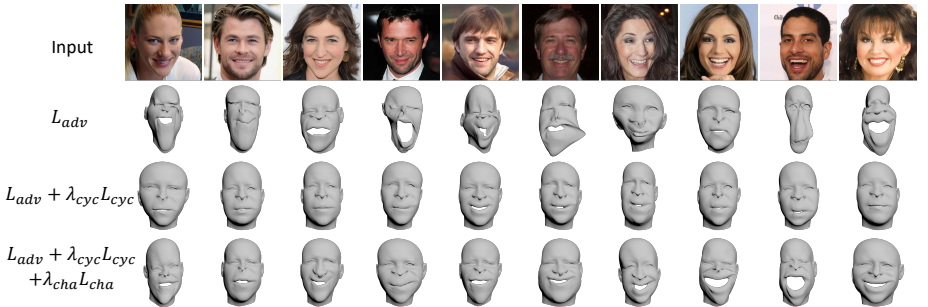 Input
L_{adv}
L_{adv} + λ_{cyc}L_{cyc}
L_{adv} + λ_{cyc}L_{cyc}
+λ_{cha}L_{cha}